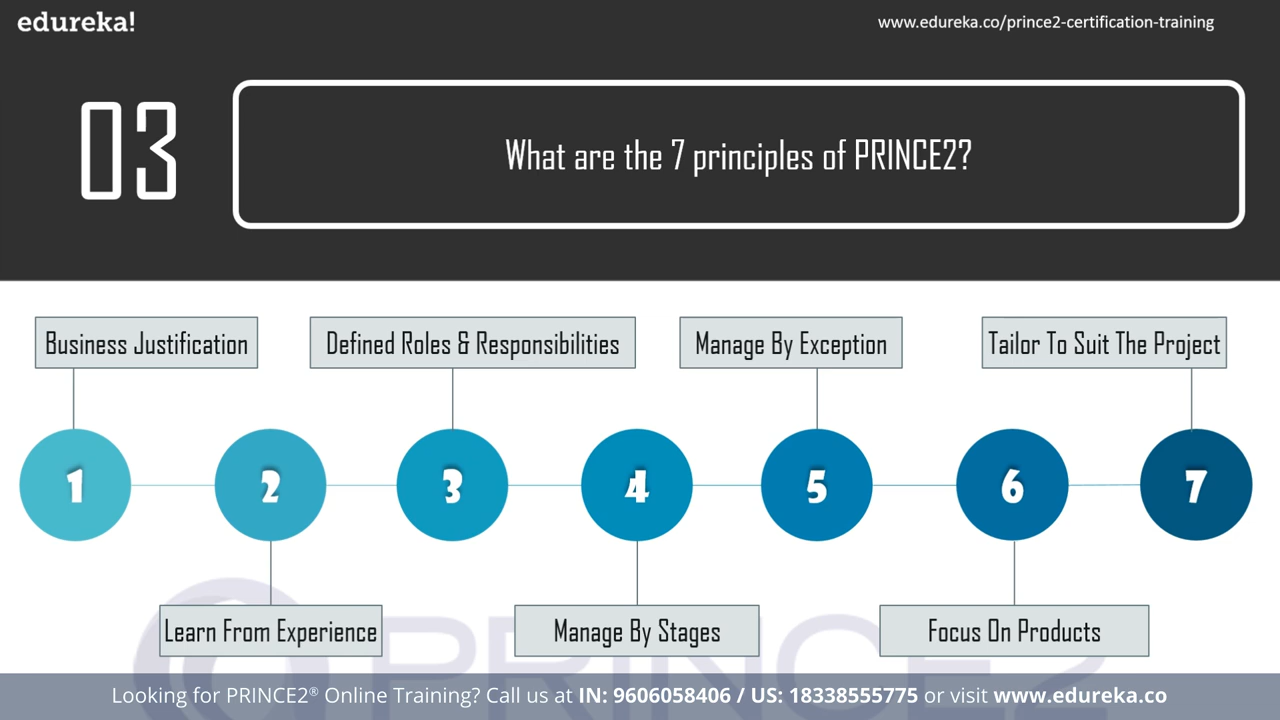 edureka!
www.edureka.co/prince2-certification-training
03
What are the 7 principles of PRINCE2?
Business Justification
Defined Roles & Responsibilities
Manage By Exception
Tailor To Suit The Project
1
2
3
4
5
6
7
Learn From Experience
Manage By Stages
Focus On Products
PRINCE2
Looking for PRINCE2® Online Training? Call us at IN: 9606058406 / US: 18338555775 or visit www.edureka.co